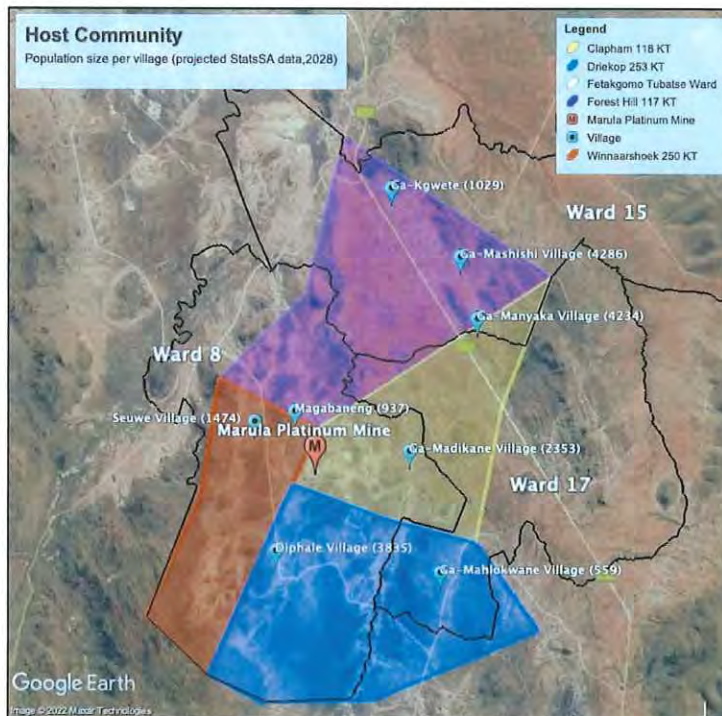 Host Community
Population size per village (projected StatsSA data,2028)
Legend
Clapham 118 KT
Driekop 253 KT
Fetakgomo Tubatse Ward
Forest Hill 117 KT
Marula Platinum Mine
Village
Winnaarshoek 250 KT
Ga-Kgwete (1029)
Ward 15
Ga-Mashishi Village (4286)
Ga-Manyaka Village (4234)
Ward 8
Magabaneng (937)
Seuwe Village (1474)
Marula Platinum Mine
M
Ga-Madikane Village (2353)
Ward 17
Diphale Village (3835)
Ga-Mahlokwane Village (559)
Google Earth
Image © 2022 Maxar Technologies